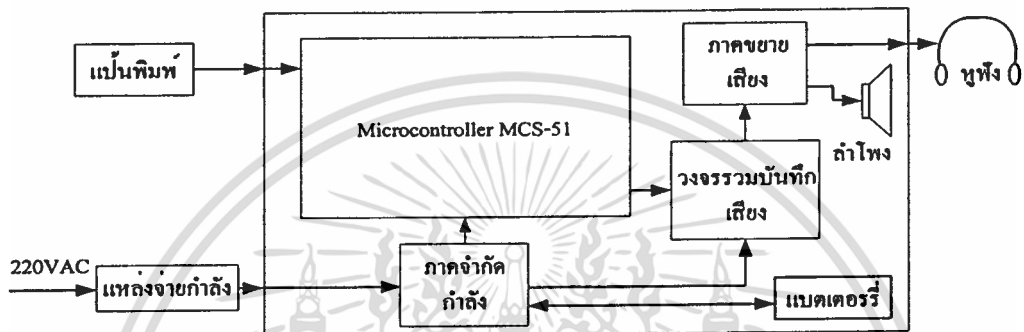 แป้นพิมพ์
Microcontroller MCS-51
ภาคขยาย
เสียง
หูฟัง
ลำโพง
วงจรรวมบันทึก
เสียง
220VAC
แหล่งจ่ายกำลัง
ภาคจำกัด
กำลัง
แบตเตอรรี่